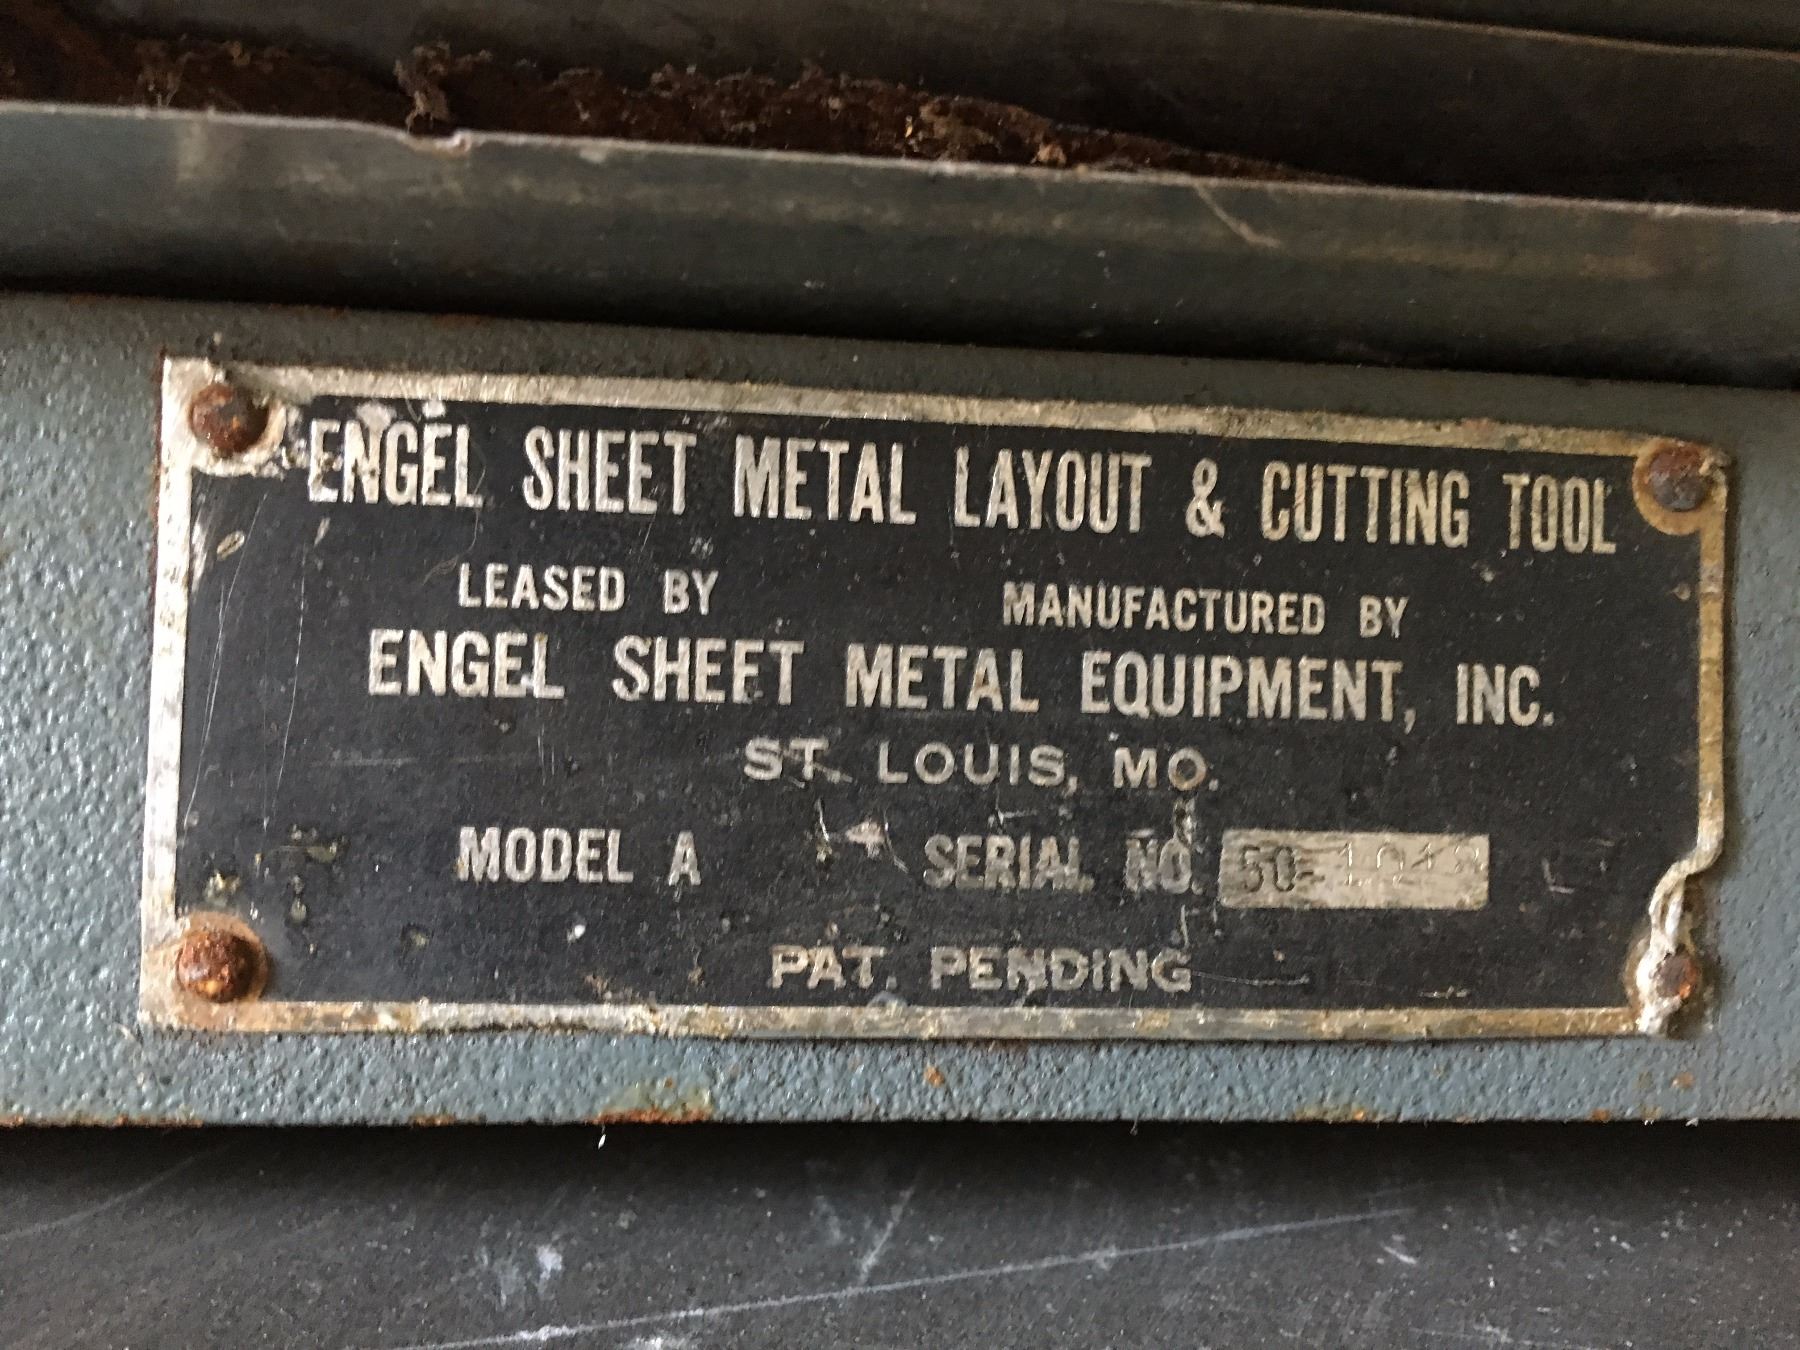 ENGEL SHEET METAL LAYOUT & CUTTING TOOL
LEASED BY MANUFACTURED BY
ENGEL SHEET METAL EQUIPMENT, INC.
ST. LOUIS, MO.
MODEL A SERIAL NO.
PAT. PENDING